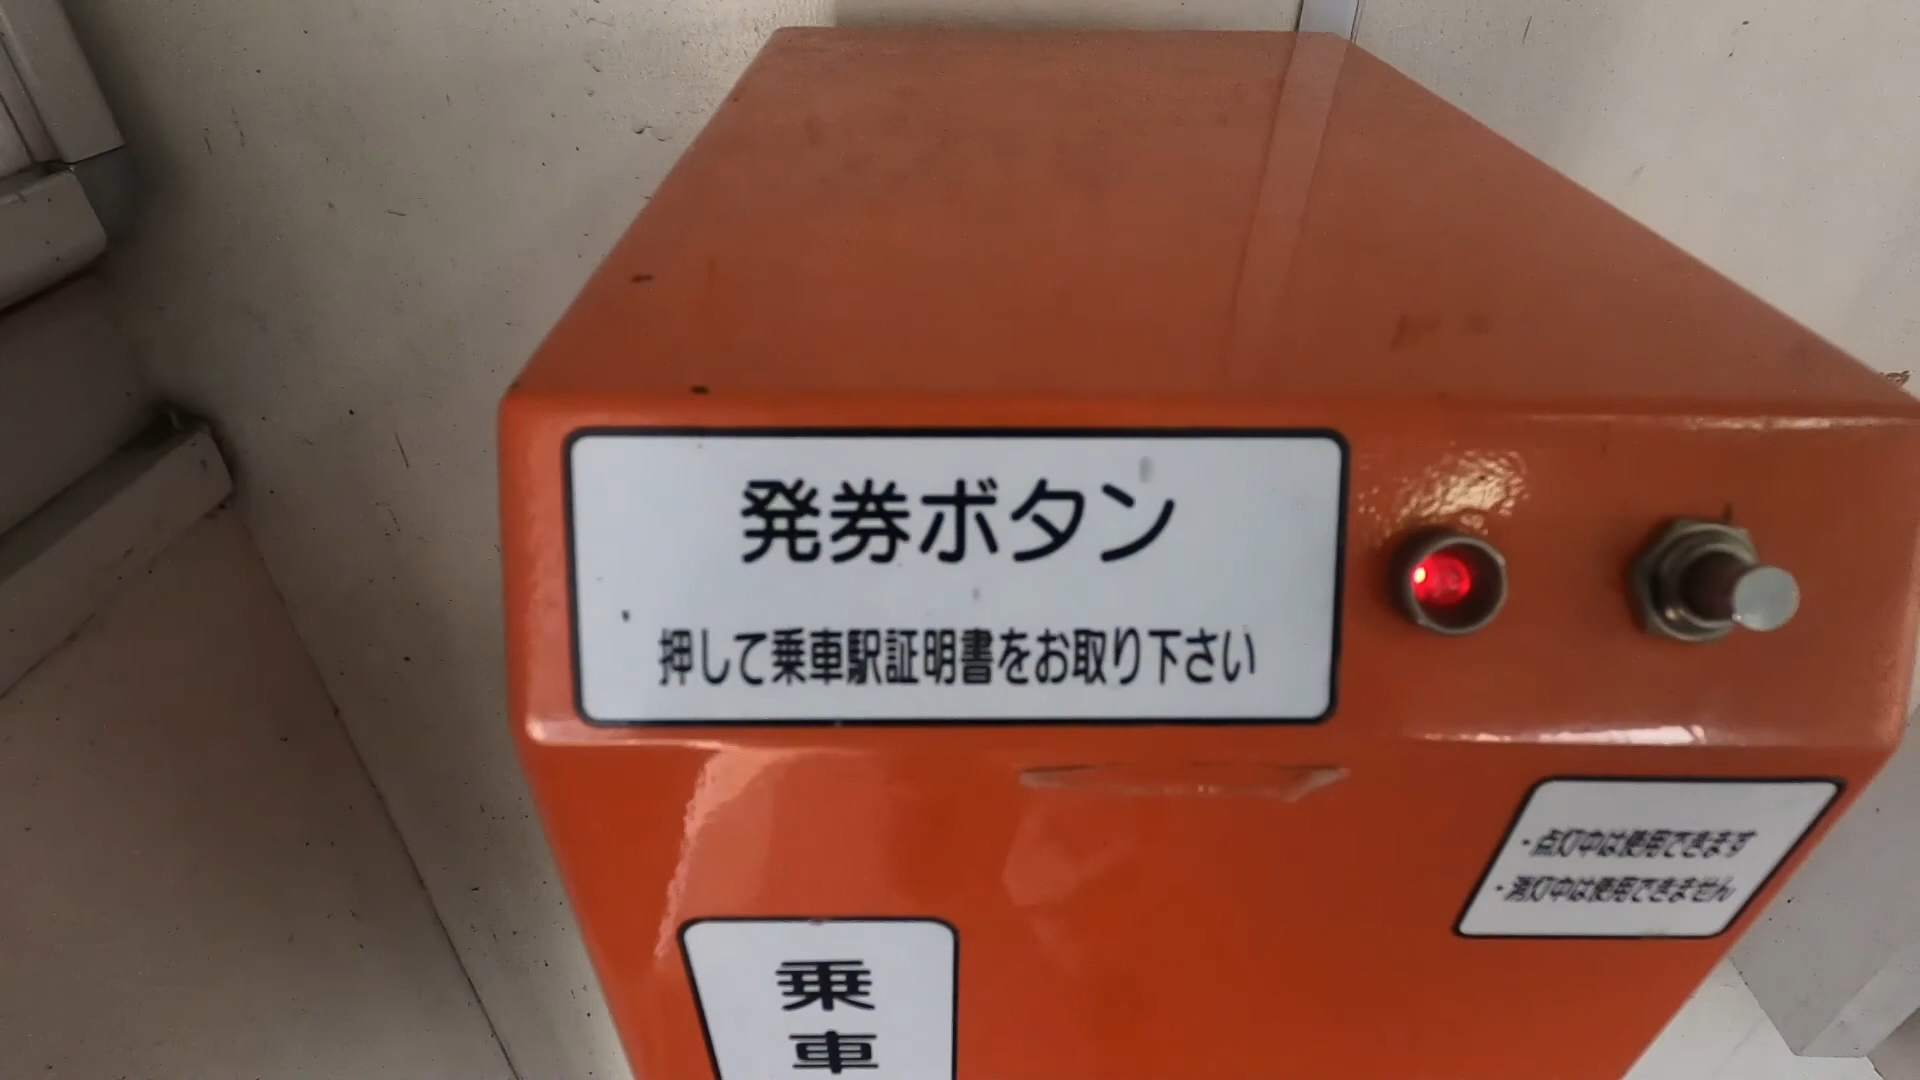 発券ボタン
押して乗車駅証明書をお取り下さい
・点灯中は使用できます
・消灯中は使用できません
乗
車